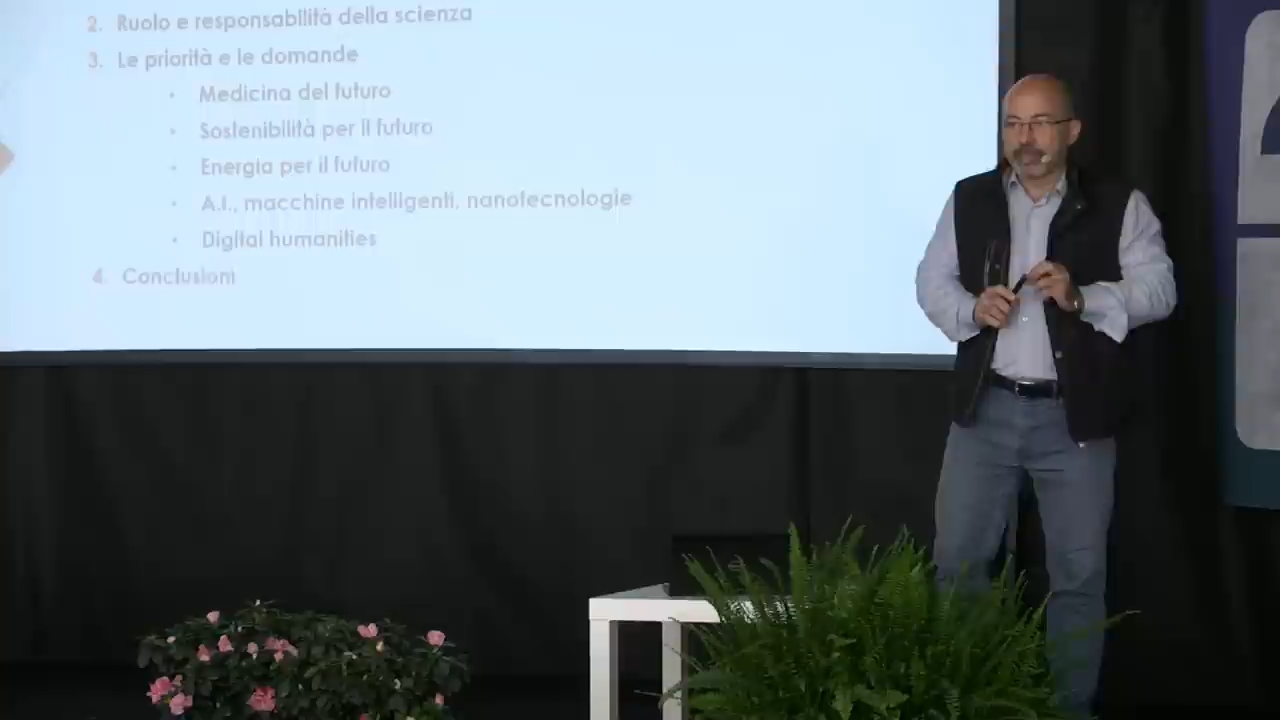 2. Ruolo e responsabilità della scienza
3. Le priorità e le domande
• Medicina del futuro
• Sostenibilità per il futuro
• Energia per il futuro
• A.I., macchine intelligenti, nanotecnologie
• Digital humanities
4. Conclusioni